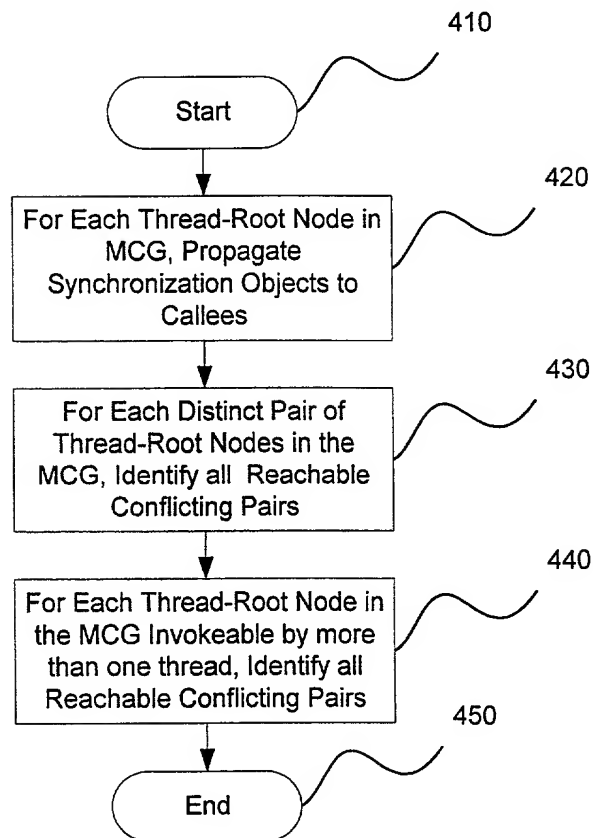 410
Start
420
For Each Thread-Root Node in
MCG, Propagate
Synchronization Objects to
Callees
430
For Each Distinct Pair of
Thread-Root Nodes in the
MCG, Identify all Reachable
Conflicting Pairs
440
For Each Thread-Root Node in
the MCG Invokeable by more
than one thread, Identify all
Reachable Conflicting Pairs
450
End